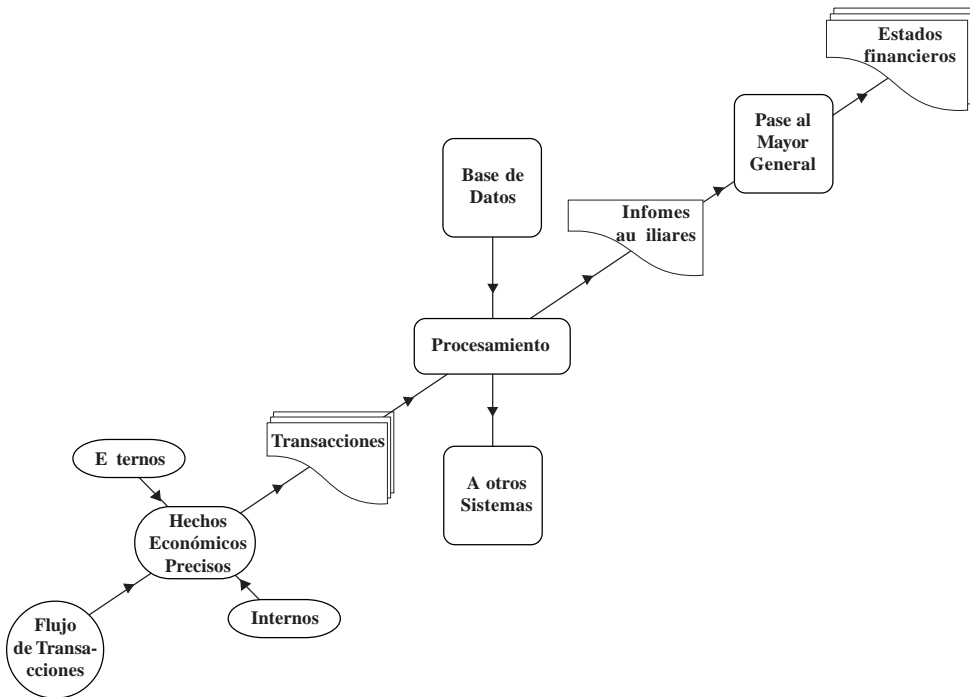 Estados
financieros
Pase al
Mayor
General
Base de
Datos
Infomes
au iliares
Procesamiento
Transacciones
E ternos
A otros
Sistemas
Hechos
Económicos
Precisos
Internos
Flujo
de Transa-
cciones